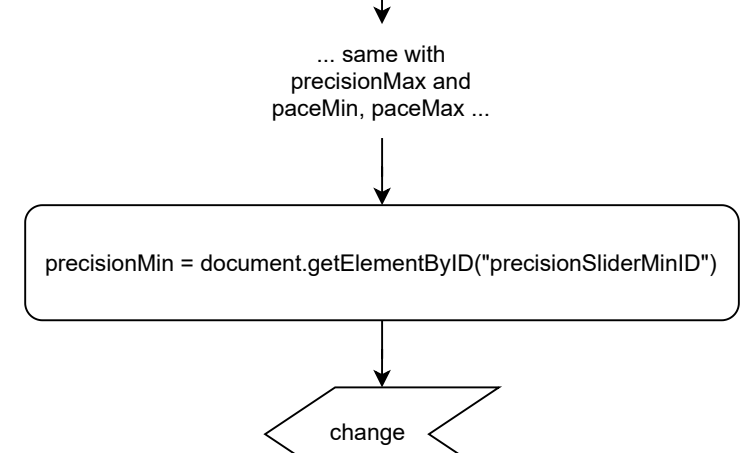 ... same with
precisionMax and
paceMin, paceMax ...
precisionMin = document.getElementByID("precisionSliderMinID")
change